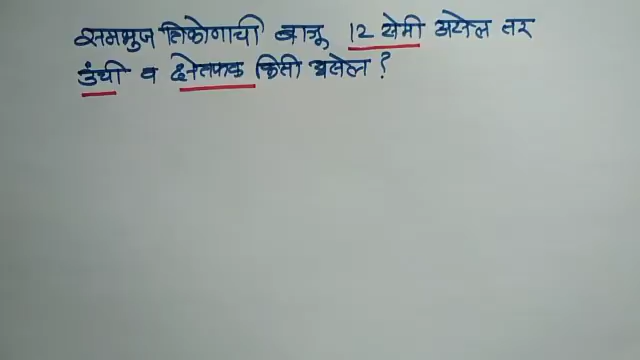 समभुज त्रिकोणाची बाजू 12 सेमी असेल तर
उंची व क्षेत्रफळ किती असेल ?